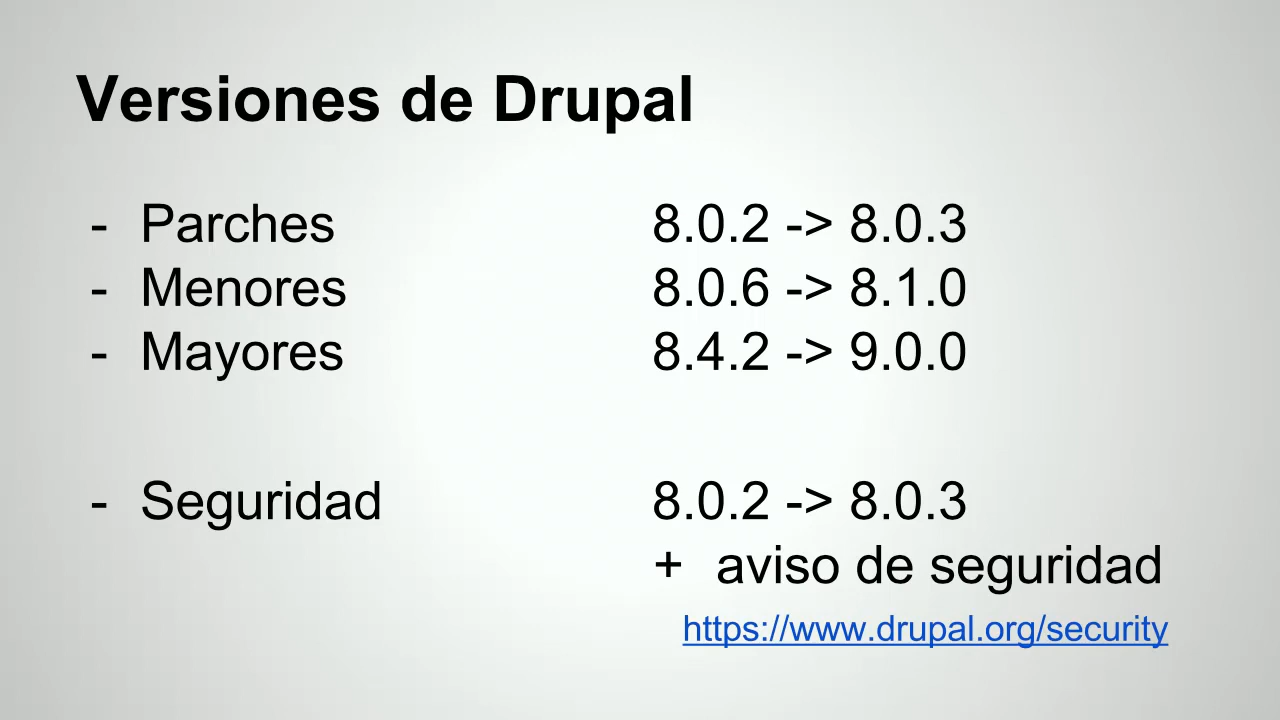 Versiones de Drupal
- Parches 8.0.2 -> 8.0.3
- Menores 8.0.6 -> 8.1.0
- Mayores 8.4.2 -> 9.0.0
- Seguridad 8.0.2 -> 8.0.3
+ aviso de seguridad
https://www.drupal.org/security